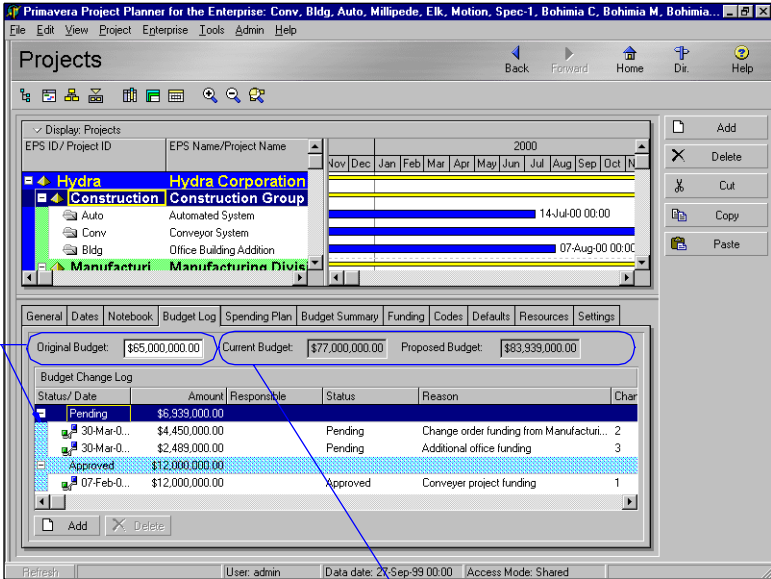 Primavera Project Planner for the Enterprise: Conv, Bldg, Auto, Millipede, Elk, Motion, Spec-1, Bohimia C, Bohimia M, Bohimia...
File Edit View Project Enterprise Tools Admin Help
Projects
Back Forward Home Dir. Help
Display: Projects
EPS ID/ Project ID EPS Name/Project Name
2000
Nov Dec Jan Feb Mar Apr May Jun Jul Aug Sep Oct N
Hydra Hydra Corporation
Construction Construction Group
Auto Automated System 14-Jul-00 00:00
Conv Conveyor System
Bldg Office Building Addition 07-Aug-00 00:00
Manufacturi Manufacturing Divisi
Add
Delete
Cut
Copy
Paste
General Dates Notebook Budget Log Spending Plan Budget Summary Funding Codes Defaults Resources Settings
Original Budget: $65,000,000.00 Current Budget: $77,000,000.00 Proposed Budget: $83,939,000.00
Budget Change Log
Status/ Date Amount Responsible Status Reason Char
Pending $6,939,000.00
30-Mar-0... $4,450,000.00 Pending Change order funding from Manufacturi... 2
30-Mar-0... $2,489,000.00 Pending Additional office funding 3
Approved $12,000,000.00
07-Feb-0... $12,000,000.00 Approved Conveyer project funding 1
Add Delete
Refresh User: admin Data date: 27-Sep-99 00:00 Access Mode: Shared